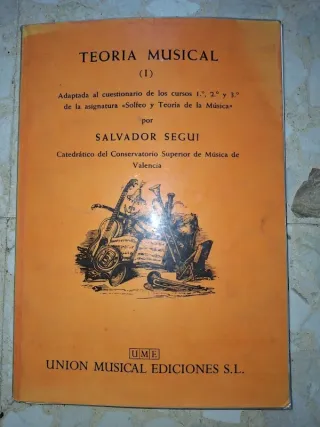 TEORIA MUSICAL
(I)
Adaptada al cuestionario de los cursos 1.º, 2.º y 3.º
de la asignatura «Solfeo y Teoría de la Música»
por
SALVADOR SEGUI
Catedrático del Conservatorio Superior de Música de
Valencia
UME
UNION MUSICAL EDICIONES S.L.